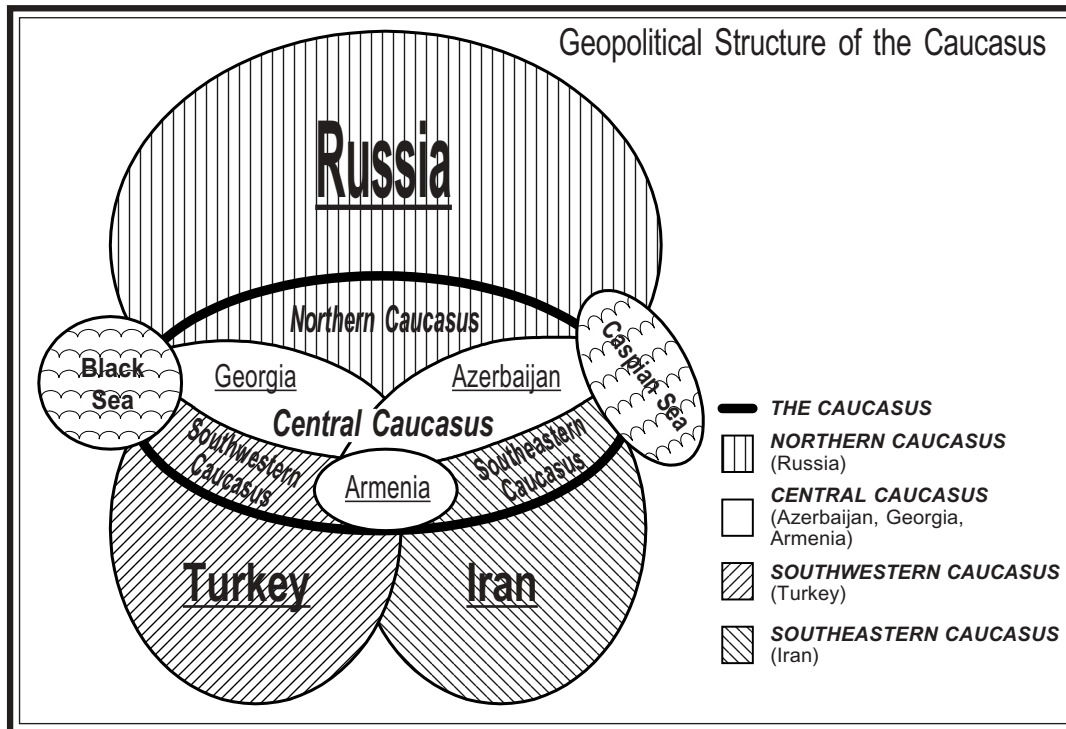 Geopolitical Structure of the Caucasus
Russia
Northern Caucasus
Black
Sea
Georgia
Azerbaijan
Caspian Sea
Central Caucasus
Southwestern
Caucasus
Southeastern
Caucasus
Armenia
Turkey
Iran
THE CAUCASUS
NORTHERN CAUCASUS
(Russia)
CENTRAL CAUCASUS
(Azerbaijan, Georgia,
Armenia)
SOUTHWESTERN CAUCASUS
(Turkey)
SOUTHEASTERN CAUCASUS
(Iran)